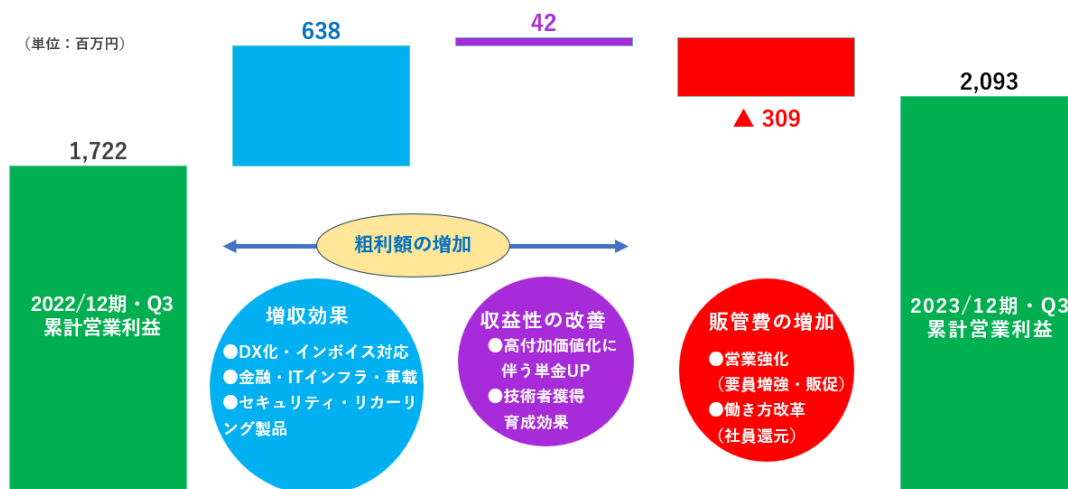 （単位：百万円）
638
42
▲ 309
2,093
1,722
粗利額の増加
2022/12期・Q3
累計営業利益
増収効果
●DX化・インボイス対応
●金融・ITインフラ・車載
●セキュリティ・リカーリ
ング製品
収益性の改善
●高付加価値化に
伴う単金UP
●技術者獲得
育成効果
販管費の増加
●営業強化
（要員増強・販促）
●働き方改革
（社員還元）
2023/12期・Q3
累計営業利益